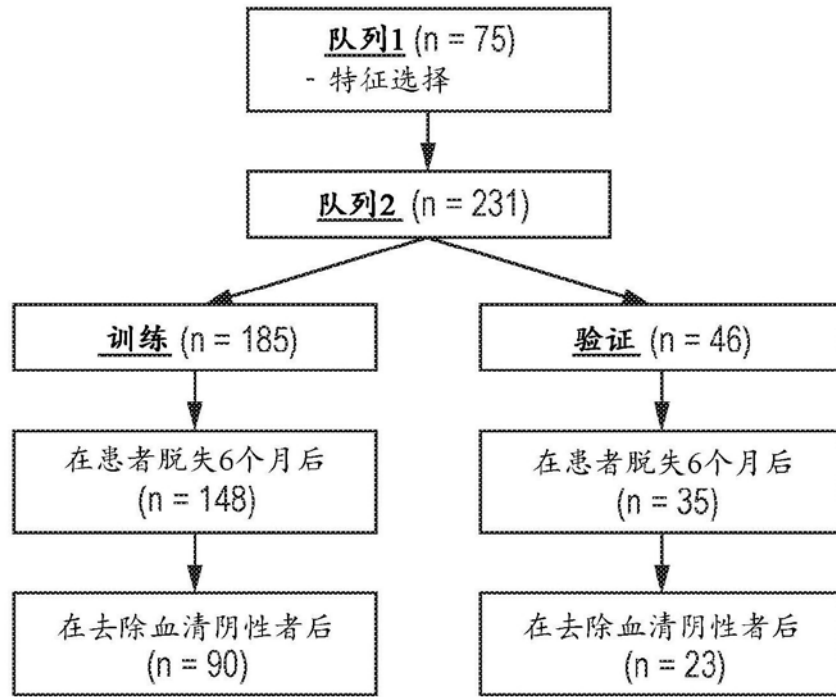 队列1 (n = 75)
- 特征选择
队列2 (n = 231)
训练 (n = 185)
验证 (n = 46)
在患者脱失6个月后
(n = 148)
在患者脱失6个月后
(n = 35)
在去除血清阴性者后
(n = 90)
在去除血清阴性者后
(n = 23)